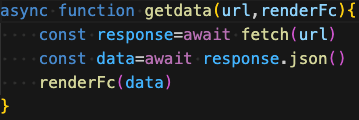 async function getdata(url,renderFc){
    const response=await fetch(url)
    const data=await response.json()
    renderFc(data)
}